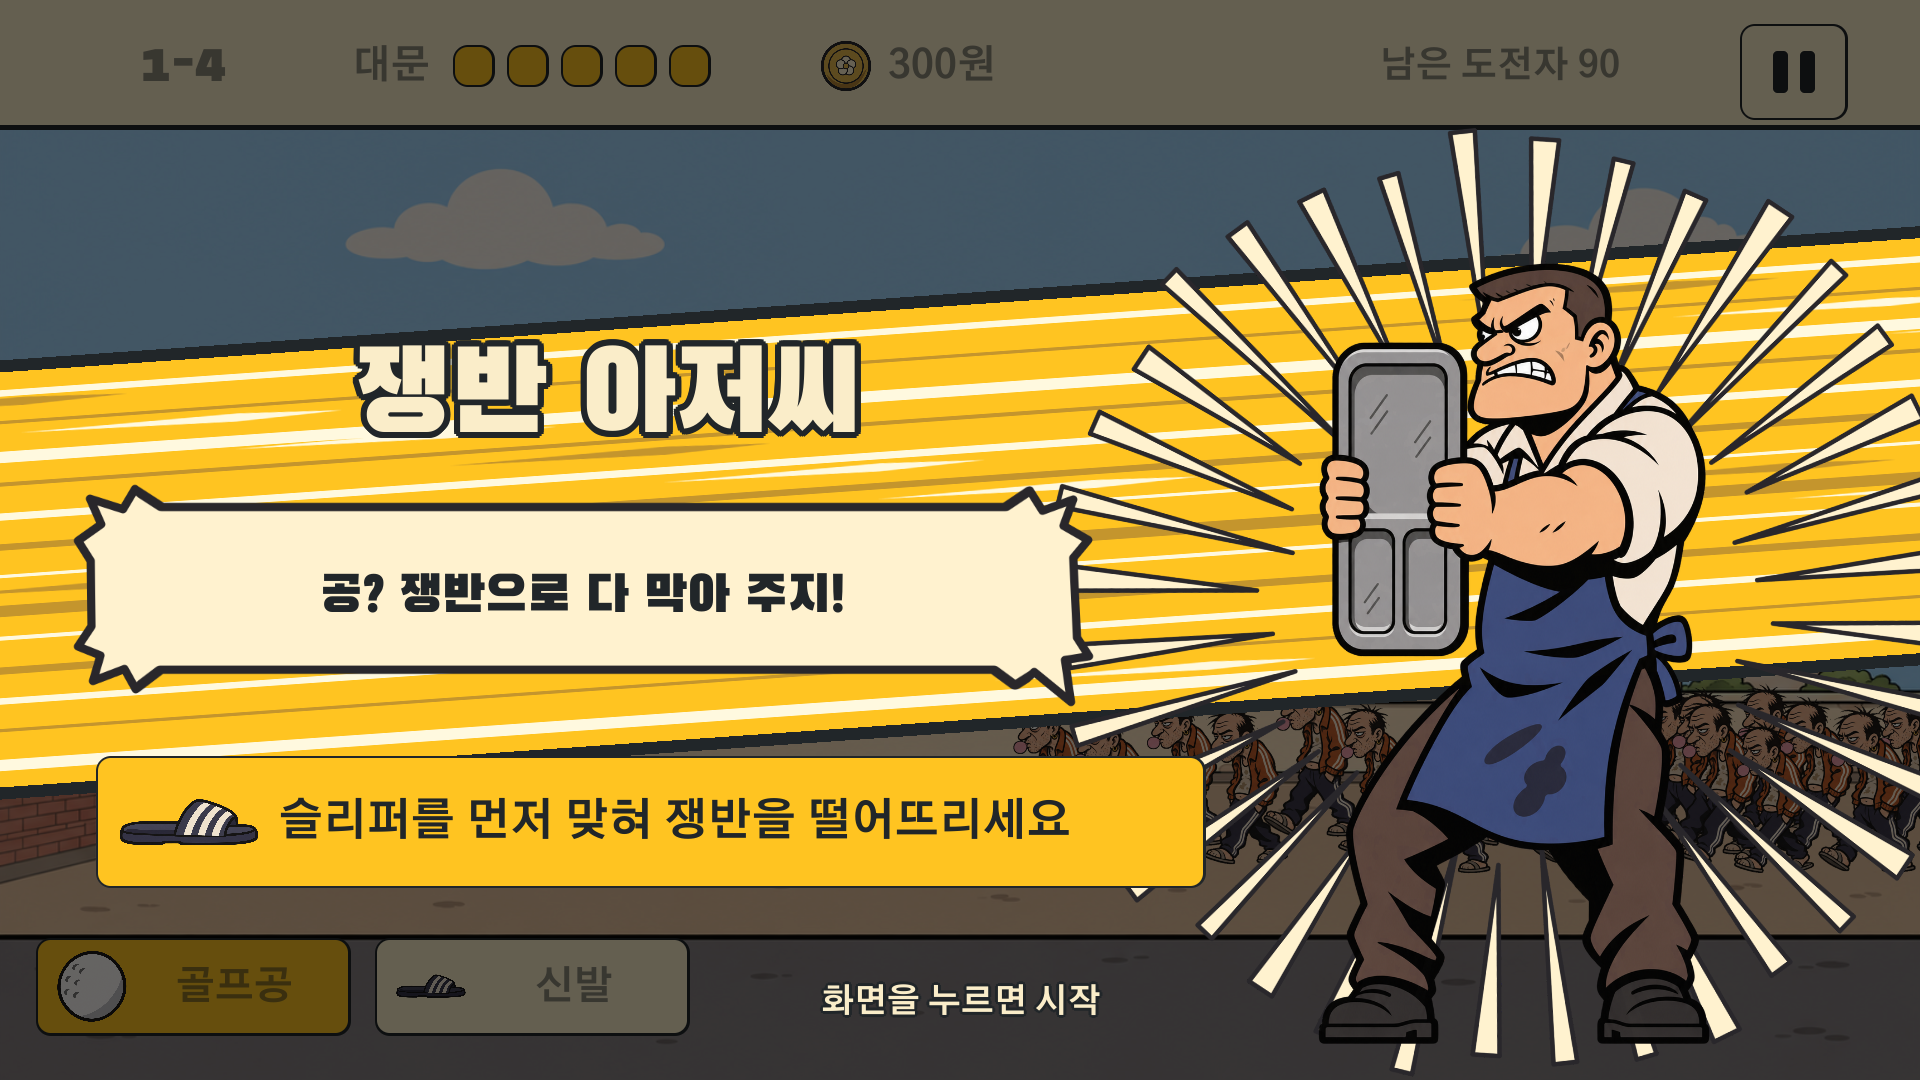 1-4
대문
300원
남은 도전자 90
쟁반 아저씨
공? 쟁반으로 다 막아 주지!
슬리퍼를 먼저 맞혀 쟁반을 떨어뜨리세요
골프공
신발
화면을 누르면 시작